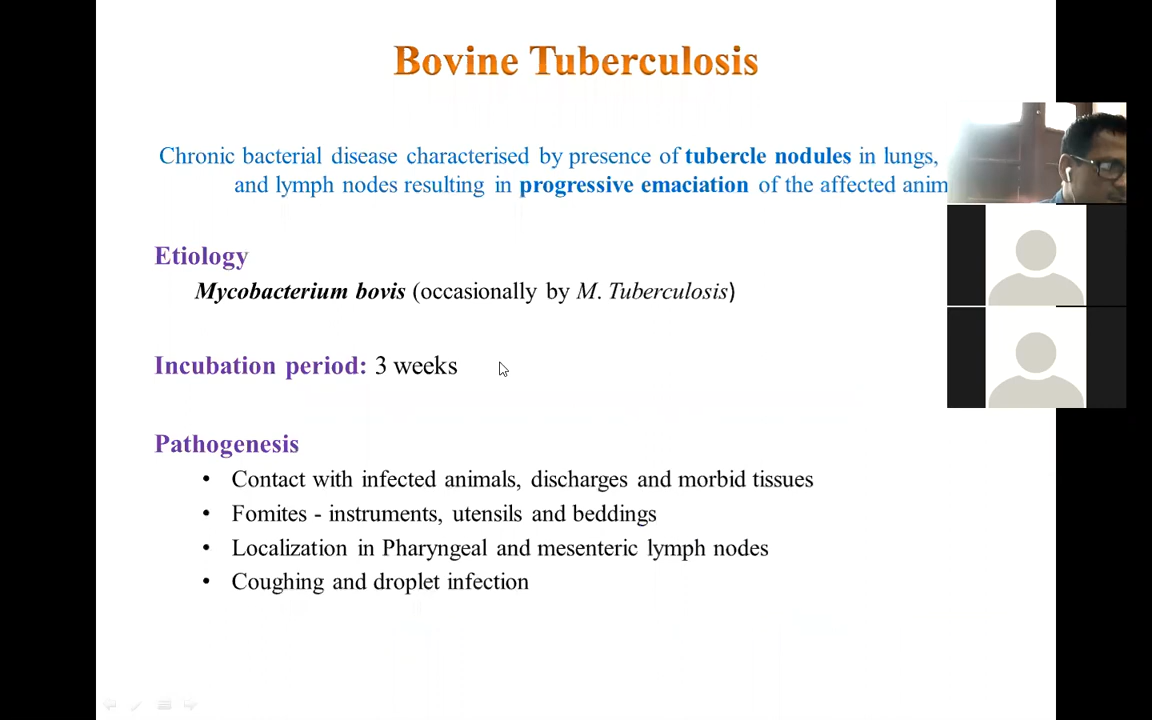 Bovine Tuberculosis
Chronic bacterial disease characterised by presence of tubercle nodules in lungs,
and lymph nodes resulting in progressive emaciation of the affected anim
Etiology
Mycobacterium bovis (occasionally by M. Tuberculosis)
Incubation period: 3 weeks
Pathogenesis
• Contact with infected animals, discharges and morbid tissues
• Fomites - instruments, utensils and beddings
• Localization in Pharyngeal and mesenteric lymph nodes
• Coughing and droplet infection